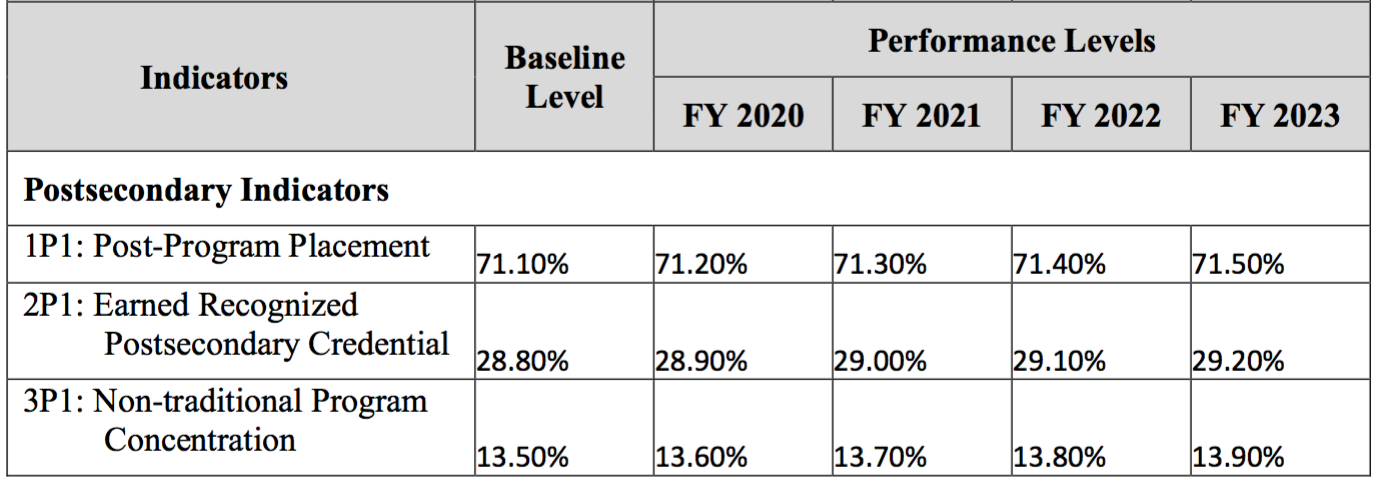 Indicators Baseline Level Performance Levels
FY 2020 FY 2021 FY 2022 FY 2023
Postsecondary Indicators
1P1: Post-Program Placement 71.10% 71.20% 71.30% 71.40% 71.50%
2P1: Earned Recognized
Postsecondary Credential 28.80% 28.90% 29.00% 29.10% 29.20%
3P1: Non-traditional Program
Concentration 13.50% 13.60% 13.70% 13.80% 13.90%